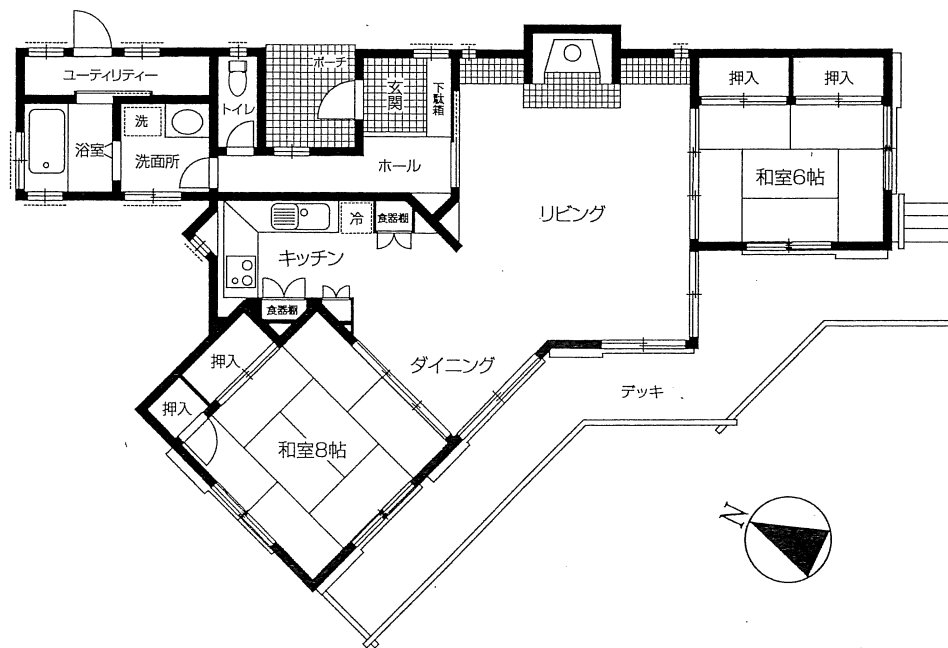 ユーティリティー
トイレ
ポーチ
玄関
下駄箱
押入
押入
浴室
洗
洗面所
ホール
和室6帖
リビング
冷
食器棚
キッチン
食器棚
ダイニング
押入
押入
デッキ
和室8帖
N